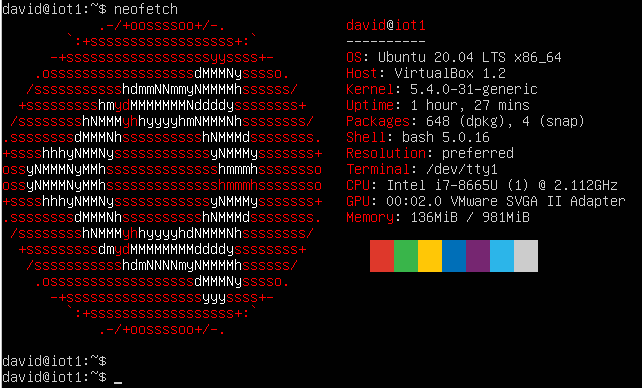 david@iot1:~$ neofetch
            .-/+oossssoo+/-.               david@iot1
        `:+ssssssssssssssssss+:`           ----------
      -+ssssssssssssssssssyyssss+-         OS: Ubuntu 20.04 LTS x86_64
    .ossssssssssssssssssdMMMNysssso.       Host: VirtualBox 1.2
   /ssssssssssshdmmNNmmyNMMMMhssssss/      Kernel: 5.4.0-31-generic
  +ssssssssshmydMMMMMMMNddddyssssssss+     Uptime: 1 hour, 27 mins
 /sssssssshNMMMyhhyyyyhmNMMMNhssssssss/    Packages: 648 (dpkg), 4 (snap)
.ssssssssdMMMNhsssssssssshNMMMdssssssss.   Shell: bash 5.0.16
+sssshhhyNMMNyssssssssssssyNMMMysssssss+   Resolution: preferred
ossyNMMMNyMMhsssssssssssssshmmmhssssssso   Terminal: /dev/tty1
ossyNMMMNyMMhsssssssssssssshmmmhssssssso   CPU: Intel i7-8665U (1) @ 2.112GHz
+sssshhhyNMMNyssssssssssssyNMMMysssssss+   GPU: 00:02.0 VMware SVGA II Adapter
.ssssssssdMMMNhsssssssssshNMMMdssssssss.   Memory: 136MiB / 981MiB
 /sssssssshNMMMyhhyyyyhdNMMMNhssssssss/
  +sssssssssdmydMMMMMMMMddddyssssssss+
   /ssssssssssshdmNNNNmyNMMMMhssssss/
    .ossssssssssssssssssdMMMNysssso.
      -+sssssssssssssssssyyyssss+-
        `:+ssssssssssssssssss+:`
            .-/+oossssoo+/-.
david@iot1:~$
david@iot1:~$ _